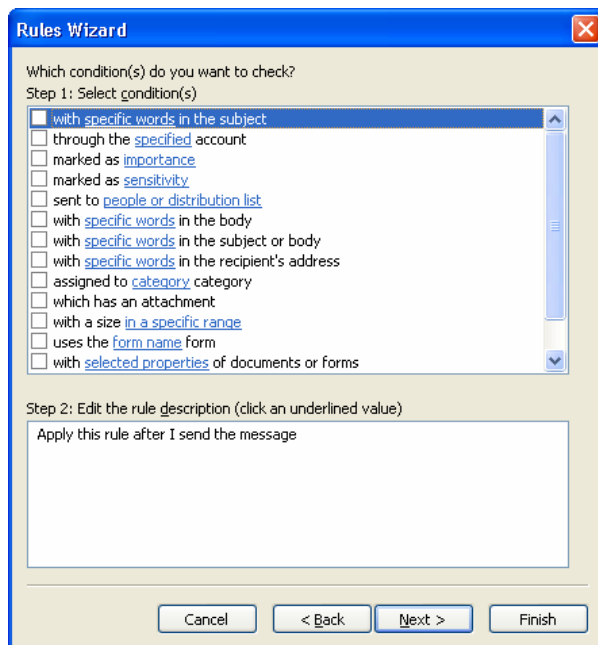 Rules Wizard
Which condition(s) do you want to check?
Step 1: Select condition(s)
with specific words in the subject
through the specified account
marked as importance
marked as sensitivity
sent to people or distribution list
with specific words in the body
with specific words in the subject or body
with specific words in the recipient's address
assigned to category category
which has an attachment
with a size in a specific range
uses the form name form
with selected properties of documents or forms
Step 2: Edit the rule description (click an underlined value)
Apply this rule after I send the message
Cancel < Back Next > Finish